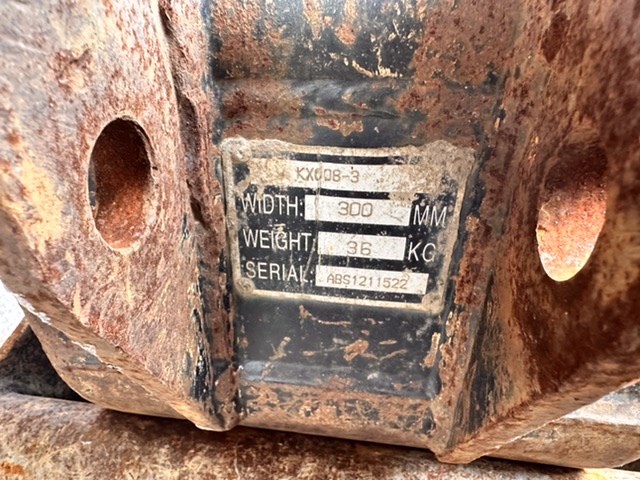 KX008-3
WIDTH: 300 MM
WEIGHT: 36 KG
SERIAL: ABS1211522